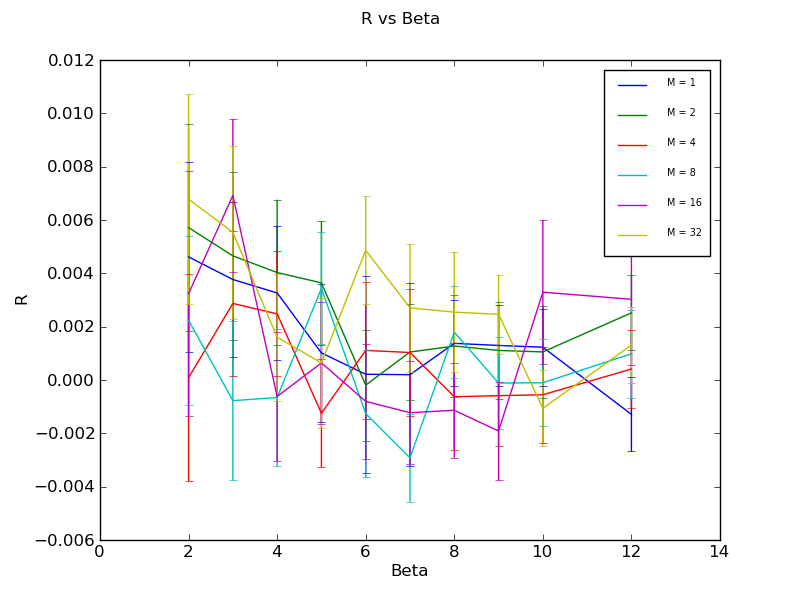 R vs Beta
0.012
0.010
0.008
0.006
0.004
0.002
0.000
−0.002
−0.004
−0.006
R
0 2 4 6 8 10 12 14
Beta
M = 1
M = 2
M = 4
M = 8
M = 16
M = 32